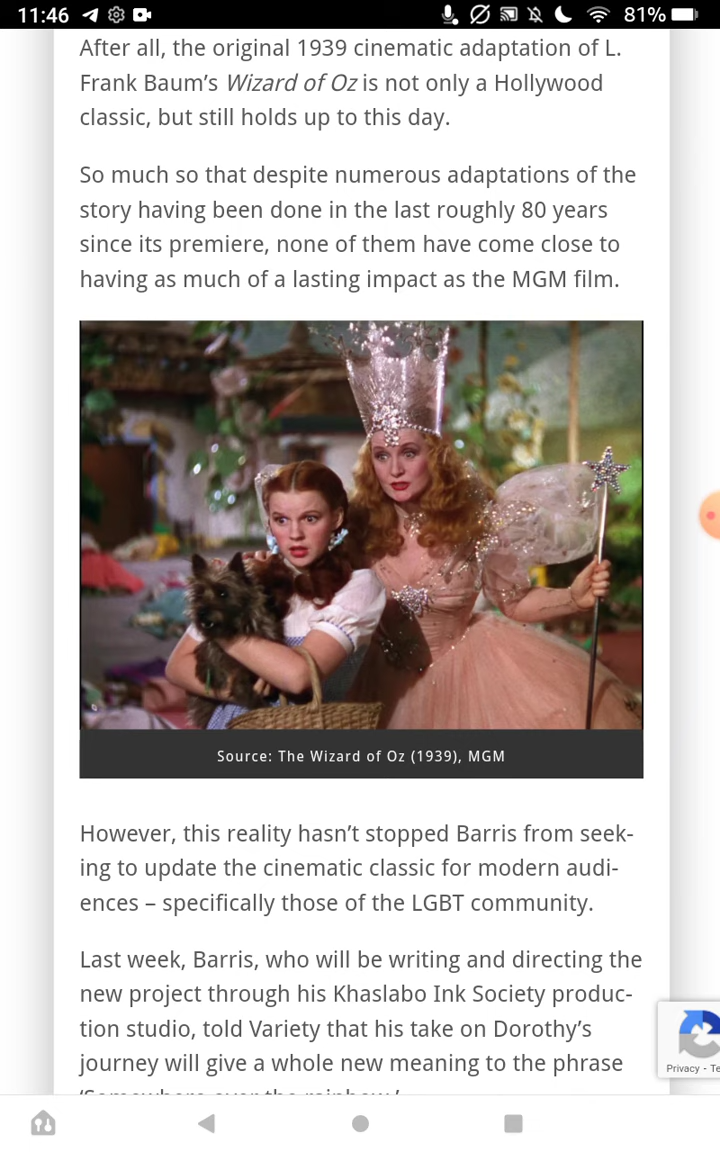 11:46
81%
After all, the original 1939 cinematic adaptation of L.
Frank Baum’s Wizard of Oz is not only a Hollywood
classic, but still holds up to this day.
So much so that despite numerous adaptations of the
story having been done in the last roughly 80 years
since its premiere, none of them have come close to
having as much of a lasting impact as the MGM film.
Source: The Wizard of Oz (1939), MGM
However, this reality hasn’t stopped Barris from seek-
ing to update the cinematic classic for modern audi-
ences – specifically those of the LGBT community.
Last week, Barris, who will be writing and directing the
new project through his Khaslabo Ink Society produc-
tion studio, told Variety that his take on Dorothy’s
journey will give a whole new meaning to the phrase
‘Somewhere over the rainbow.’
Privacy - Te